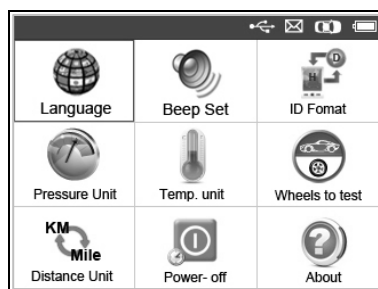 Language Beep Set ID Fomat
Pressure Unit Temp. unit Wheels to test
KM
Mile
Distance Unit Power- off About